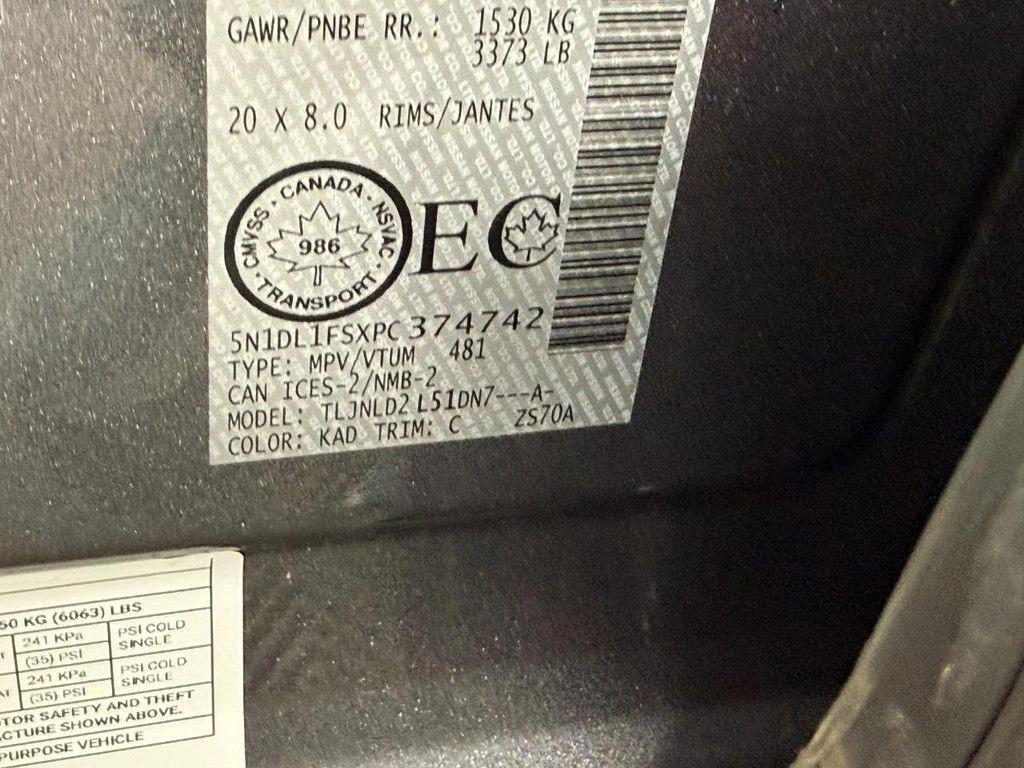 GAWR/PNBE RR.: 1530 KG
3373 LB
20 X 8.0 RIMS/JANTES
CMVSS · CANADA · NSVAC · TRANSPORT ·
986
EC
5N1DL1FSXPC374742
TYPE: MPV/VTUM 481
CAN ICES-2/NMB-2
MODEL: TLJNLD2 L51DN7---A-
COLOR: KAD TRIM: C ZS70A
50 KG (6063) LBS
241 KPa
(35) PSI
PSI COLD
SINGLE
241 KPa
(35) PSI
PSI COLD
SINGLE
TOR SAFETY AND THEFT
CTURE SHOWN ABOVE.
PURPOSE VEHICLE